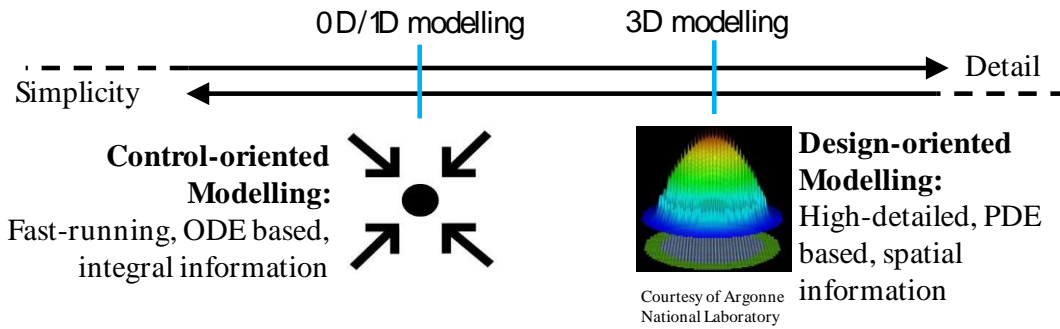 0D/1D modelling
3D modelling
Detail
Simplicity
Control-oriented
Modelling:
Fast-running, ODE based,
integral information
Design-oriented
Modelling:
High-detailed, PDE
based, spatial
information
Courtesy of Argonne
National Laboratory